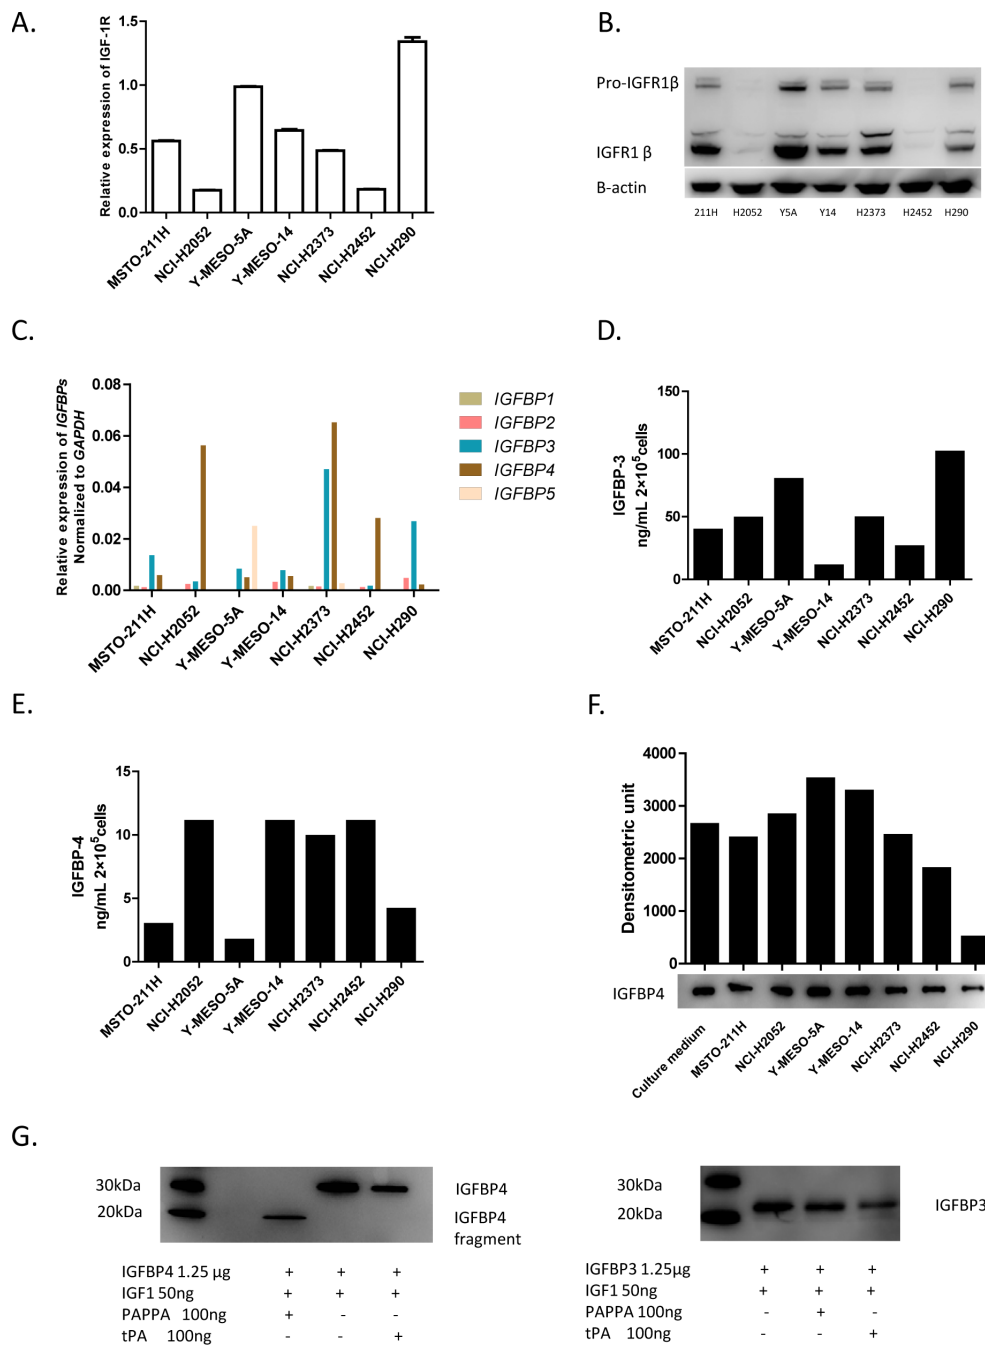 A.
Relative expression of IGF-1R
1.5
1.0
0.5
0.0
MSTO-211H
NCI-H2052
Y-MESO-5A
Y-MESO-14
NCI-H2373
NCI-H2452
NCI-H290
B.
Pro-IGFR1β
IGFR1 β
B-actin
211H H2052 Y5A Y14 H2373 H2452 H290
C.
Relative expression of IGFBPs
Normalized to GAPDH
0.08
0.06
0.04
0.02
0.00
MSTO-211H
NCI-H2052
Y-MESO-5A
Y-MESO-14
NCI-H2373
NCI-H2452
NCI-H290
IGFBP1
IGFBP2
IGFBP3
IGFBP4
IGFBP5
D.
IGFBP-3
ng/mL 2×10⁵cells
150
100
50
0
MSTO-211H
NCI-H2052
Y-MESO-5A
Y-MESO-14
NCI-H2373
NCI-H2452
NCI-H290
E.
IGFBP-4
ng/mL 2×10⁵cells
15
10
5
0
MSTO-211H
NCI-H2052
Y-MESO-5A
Y-MESO-14
NCI-H2373
NCI-H2452
NCI-H290
F.
Densitometric unit
4000
3000
2000
1000
0
IGFBP4
Culture medium
MSTO-211H
NCI-H2052
Y-MESO-5A
Y-MESO-14
NCI-H2373
NCI-H2452
NCI-H290
G.
30kDa
20kDa
IGFBP4
IGFBP4
fragment
IGFBP4 1.25 µg + + +
IGF1 50ng + + +
PAPPA 100ng + - -
tPA 100ng - - +
30kDa
20kDa
IGFBP3
IGFBP3 1.25µg + + +
IGF1 50ng + + +
PAPPA 100ng - + -
tPA 100ng - - +